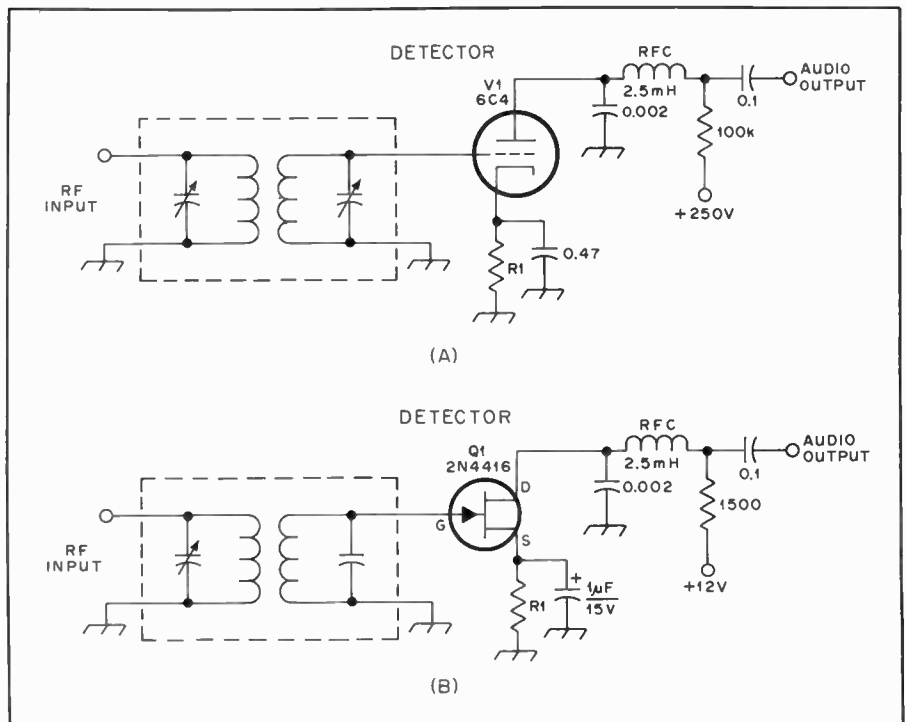 DETECTOR
RFC
V1
6C4
2.5mH
0.002
0.1
AUDIO
OUTPUT
100k
+250V
RF
INPUT
R1
0.47
(A)
DETECTOR
RFC
Q1
2N4416
2.5mH
0.002
0.1
AUDIO
OUTPUT
D
G
S
1500
+12V
RF
INPUT
R1
+
1µF
15V
(B)